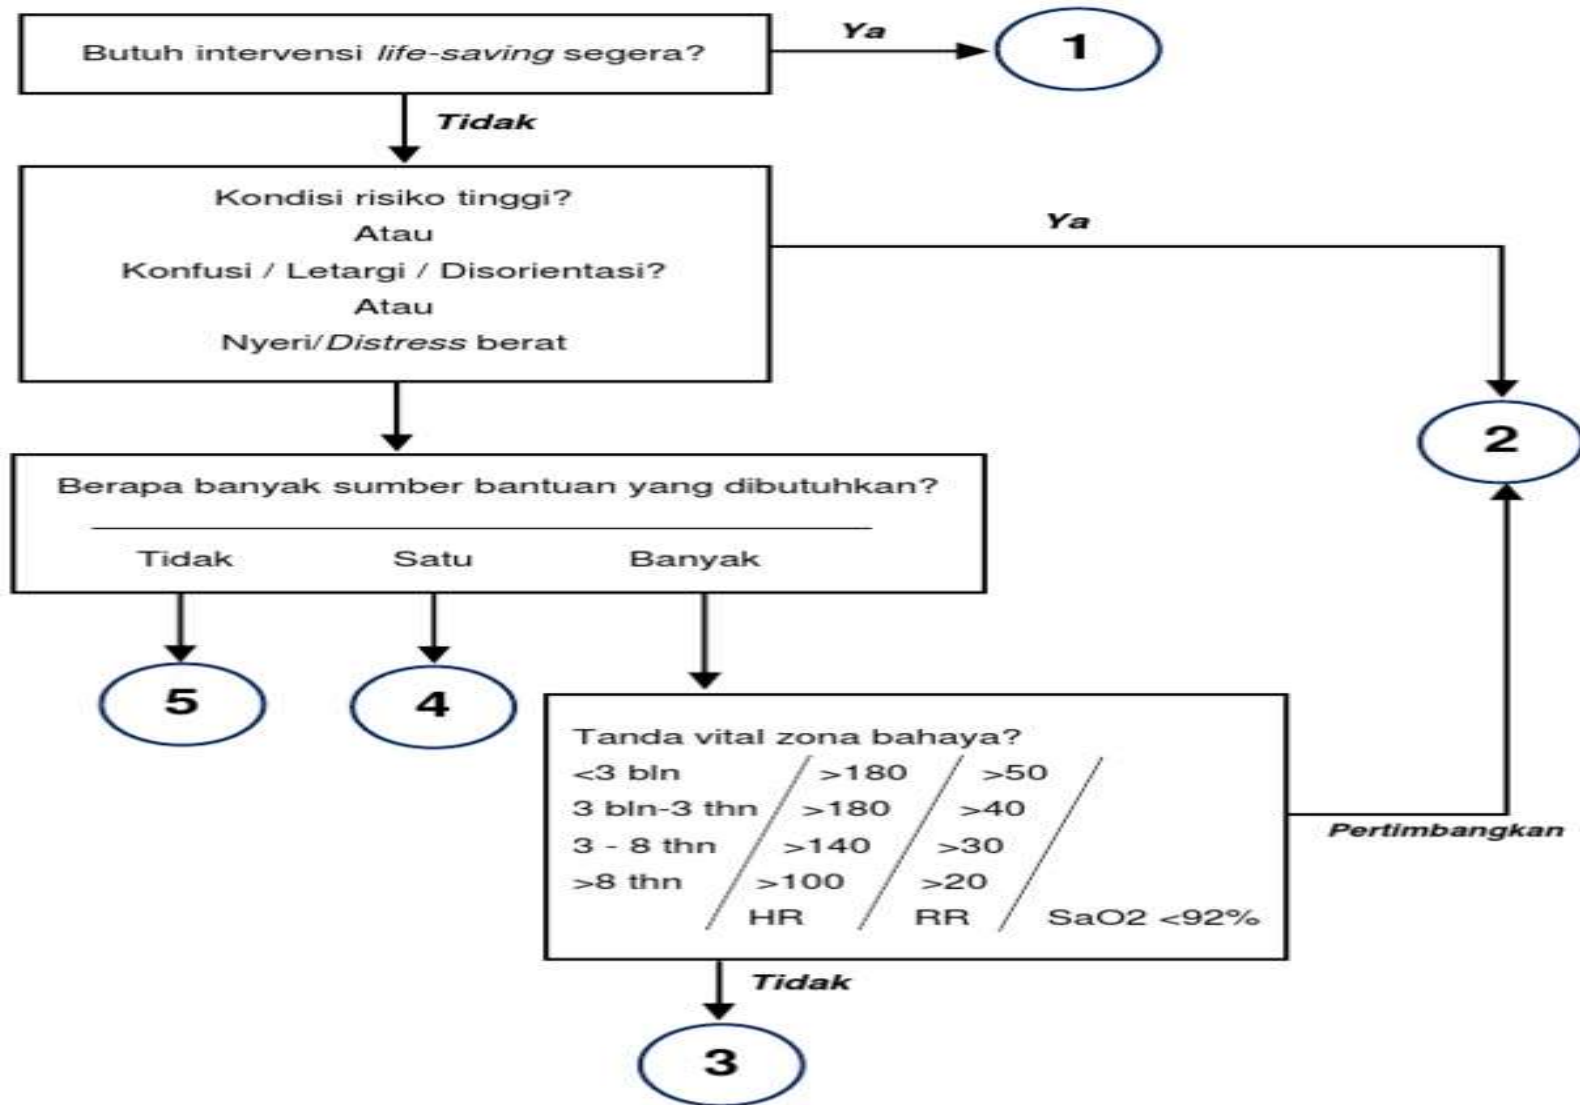 Butuh intervensi life-saving segera?
Ya
1
Tidak
Kondisi risiko tinggi?
Atau
Konfusi / Letargi / Disorientasi?
Atau
Nyeri/Distress berat
Ya
2
Berapa banyak sumber bantuan yang dibutuhkan?
Tidak Satu Banyak
5
4
Tanda vital zona bahaya?
<3 bln >180 >50
3 bln-3 thn >180 >40
3 - 8 thn >140 >30
>8 thn >100 >20
HR RR SaO2 <92%
Pertimbangkan
Tidak
3